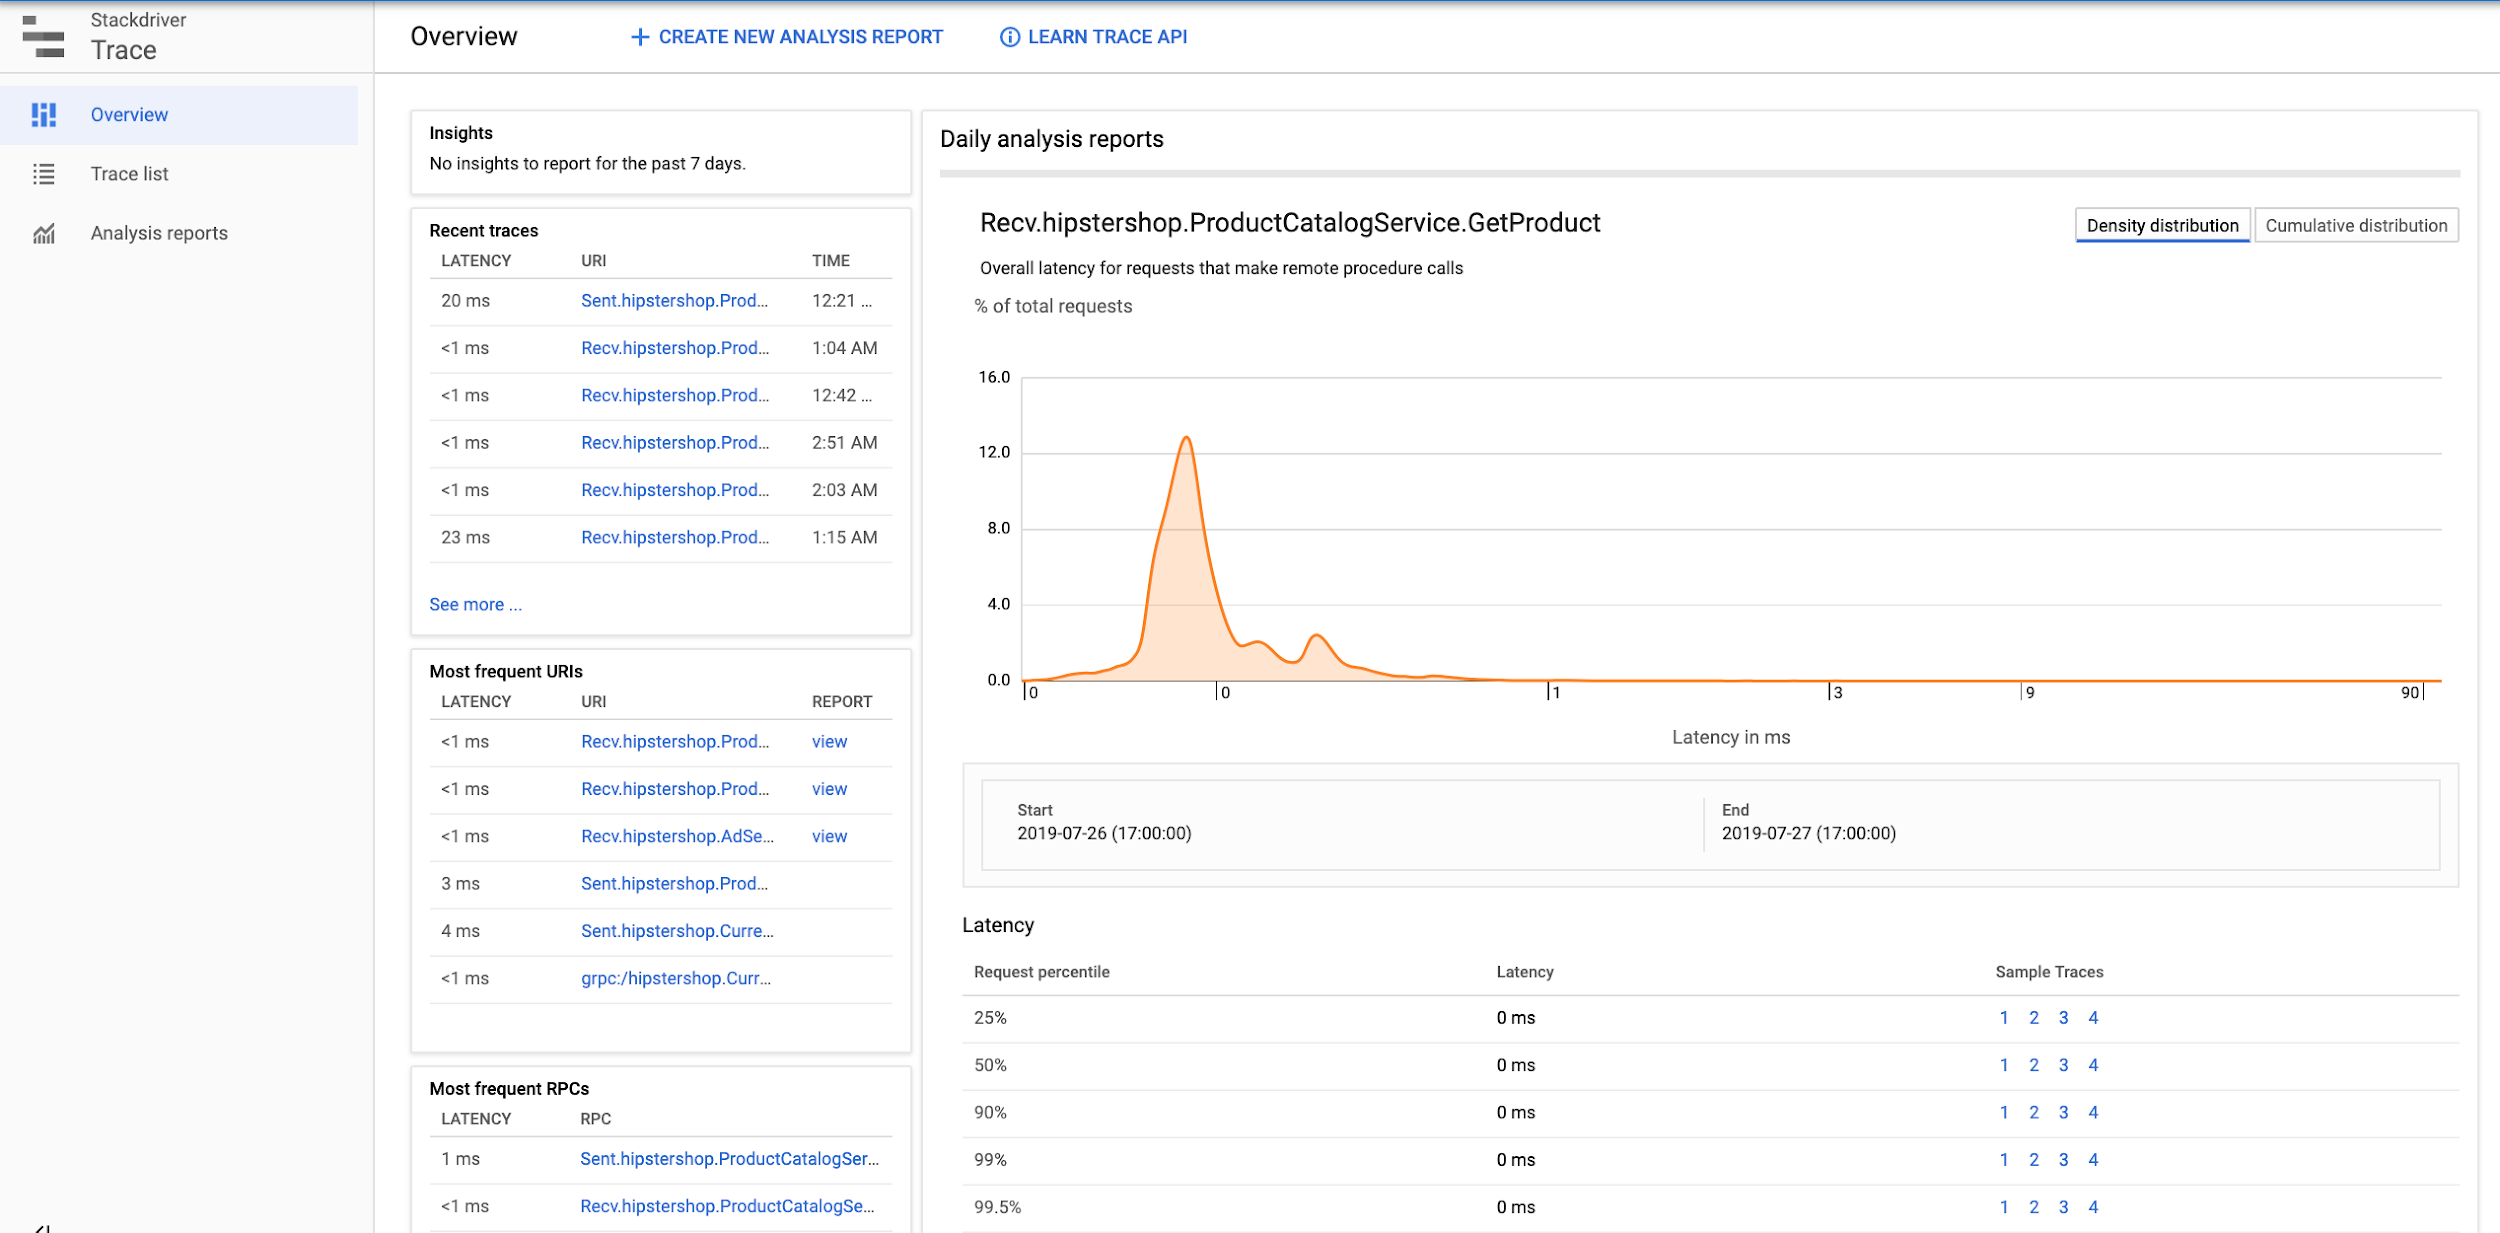 Stackdriver
Trace
Overview
Trace list
Analysis reports
Overview
CREATE NEW ANALYSIS REPORT
LEARN TRACE API
Insights
No insights to report for the past 7 days.
Recent traces
LATENCY URI TIME
20 ms Sent.hipstershop.Prod... 12:21 ...
<1 ms Recv.hipstershop.Prod... 1:04 AM
<1 ms Recv.hipstershop.Prod... 12:42 ...
<1 ms Recv.hipstershop.Prod... 2:51 AM
<1 ms Recv.hipstershop.Prod... 2:03 AM
23 ms Recv.hipstershop.Prod... 1:15 AM
See more ...
Most frequent URIs
LATENCY URI REPORT
<1 ms Recv.hipstershop.Prod... view
<1 ms Recv.hipstershop.Prod... view
<1 ms Recv.hipstershop.AdSe... view
3 ms Sent.hipstershop.Prod...
4 ms Sent.hipstershop.Curre...
<1 ms grpc:/hipstershop.Curr...
Most frequent RPCs
LATENCY RPC
1 ms Sent.hipstershop.ProductCatalogSer...
<1 ms Recv.hipstershop.ProductCatalogSe...
Daily analysis reports
Recv.hipstershop.ProductCatalogService.GetProduct
Density distribution Cumulative distribution
Overall latency for requests that make remote procedure calls
% of total requests
16.0
12.0
8.0
4.0
0.0
0 0 1 3 9 90
Latency in ms
Start End
2019-07-26 (17:00:00) 2019-07-27 (17:00:00)
Latency
Request percentile Latency Sample Traces
25% 0 ms 1 2 3 4
50% 0 ms 1 2 3 4
90% 0 ms 1 2 3 4
99% 0 ms 1 2 3 4
99.5% 0 ms 1 2 3 4